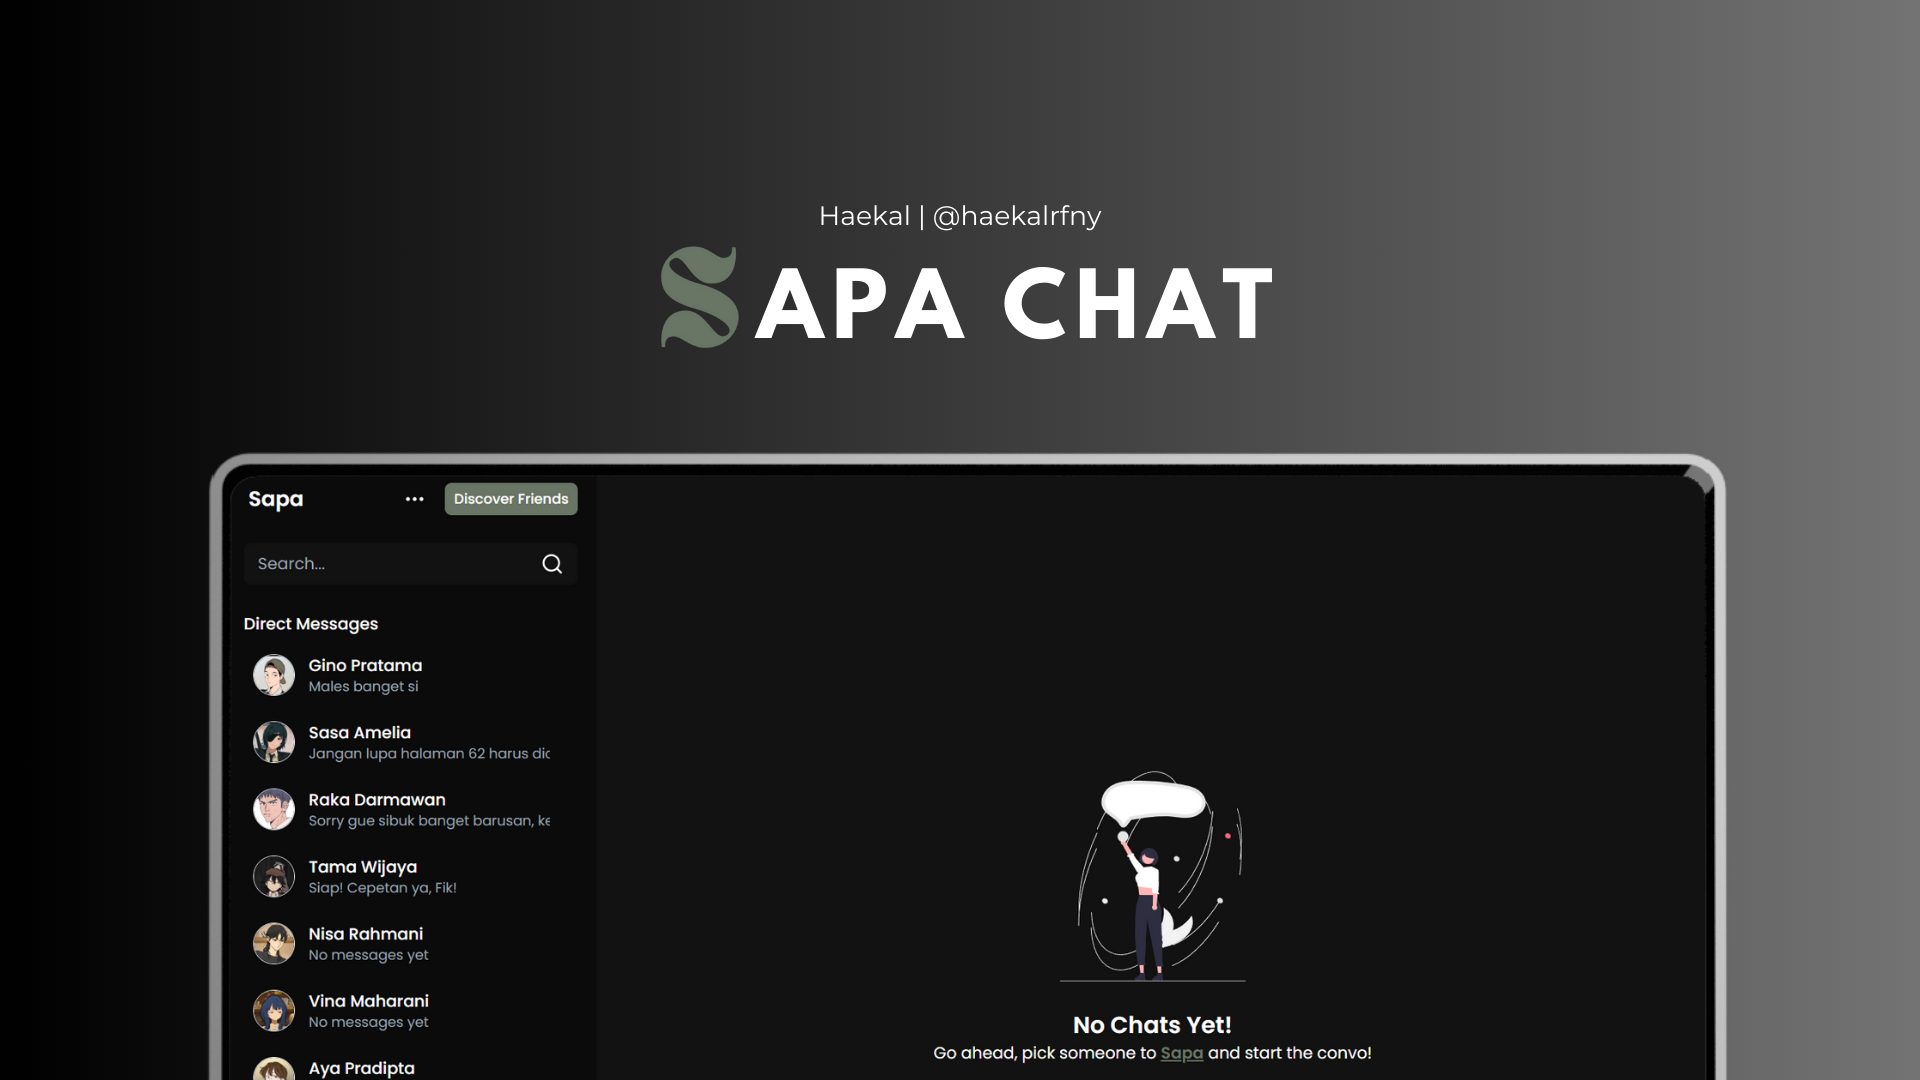 Haekal | @haekalrfny
SAPA CHAT
Sapa
Discover Friends
Search...
Direct Messages
Gino Pratama
Males banget si
Sasa Amelia
Jangan lupa halaman 62 harus dic
Raka Darmawan
Sorry gue sibuk banget barusan, ke
Tama Wijaya
Siap! Cepetan ya, Fik!
Nisa Rahmani
No messages yet
Vina Maharani
No messages yet
Aya Pradipta
No Chats Yet!
Go ahead, pick someone to Sapa and start the convo!